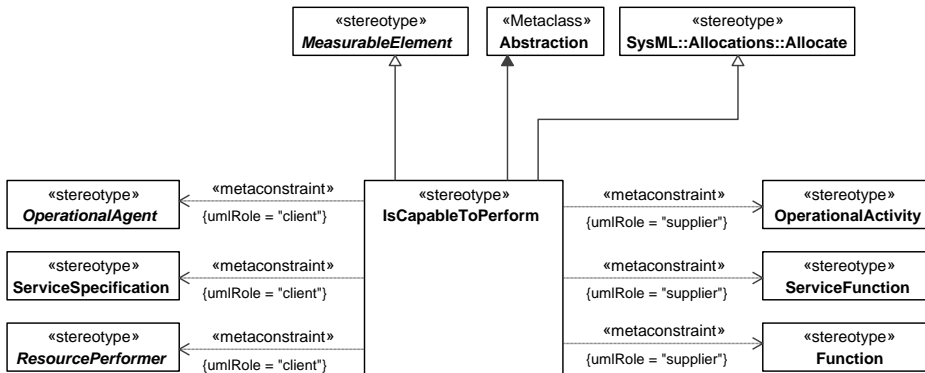 «stereotype»
MeasurableElement
«Metaclass»
Abstraction
«stereotype»
SysML::Allocations::Allocate
«stereotype»
OperationalAgent
«metaconstraint»
{umlRole = "client"}
«stereotype»
IsCapableToPerform
«metaconstraint»
{umlRole = "supplier"}
«stereotype»
OperationalActivity
«stereotype»
ServiceSpecification
«metaconstraint»
{umlRole = "client"}
«metaconstraint»
{umlRole = "supplier"}
«stereotype»
ServiceFunction
«stereotype»
ResourcePerformer
«metaconstraint»
{umlRole = "client"}
«metaconstraint»
{umlRole = "supplier"}
«stereotype»
Function